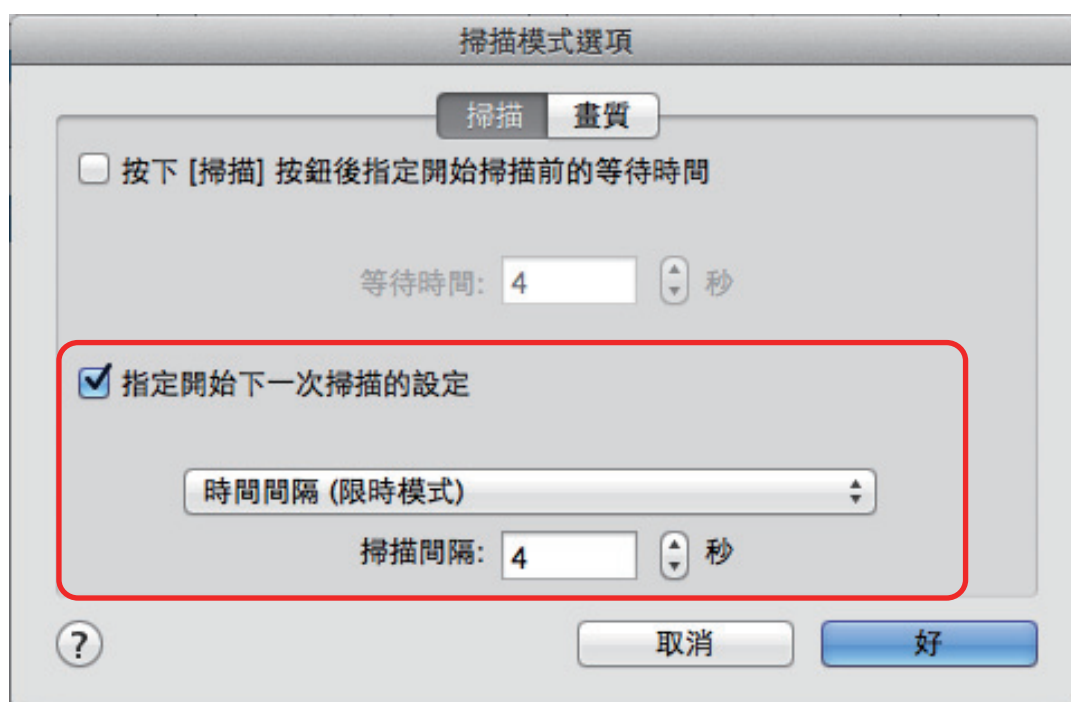 掃描模式選項
掃描 畫質
按下 [掃描] 按鈕後指定開始掃描前的等待時間
等待時間: 4 秒
指定開始下一次掃描的設定
時間間隔 (限時模式)
掃描間隔: 4 秒
? 取消 好